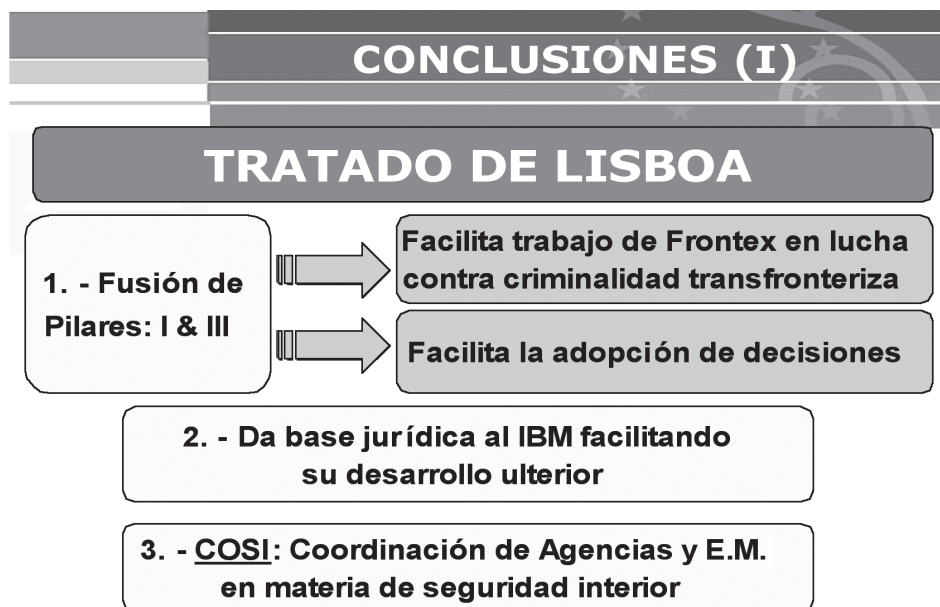 CONCLUSIONES (I)
TRATADO DE LISBOA
1. - Fusión de
Pilares: I & III
Facilita trabajo de Frontex en lucha
contra criminalidad transfronteriza
Facilita la adopción de decisiones
2. - Da base jurídica al IBM facilitando
su desarrollo ulterior
3. - COSI: Coordinación de Agencias y E.M.
en materia de seguridad interior